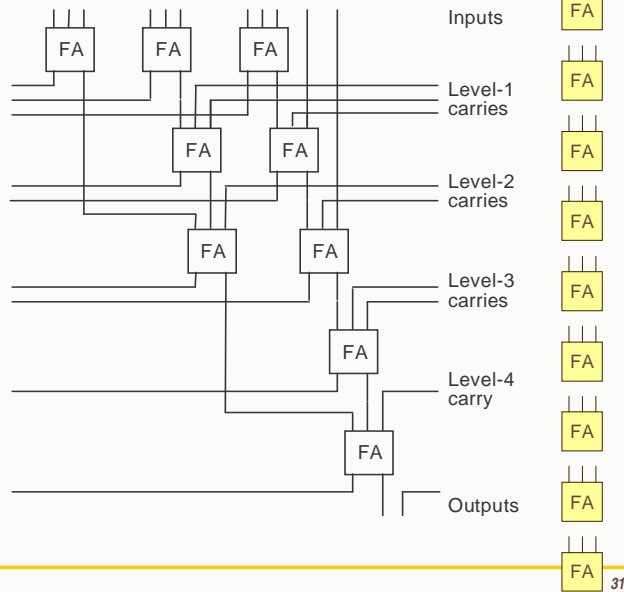 Inputs
FA
FA FA FA
FA
Level-1
carries
FA FA
FA
Level-2
carries
FA
FA FA
Level-3
carries
FA
FA
FA
Level-4
carry
FA
FA
Outputs
FA
FA
31